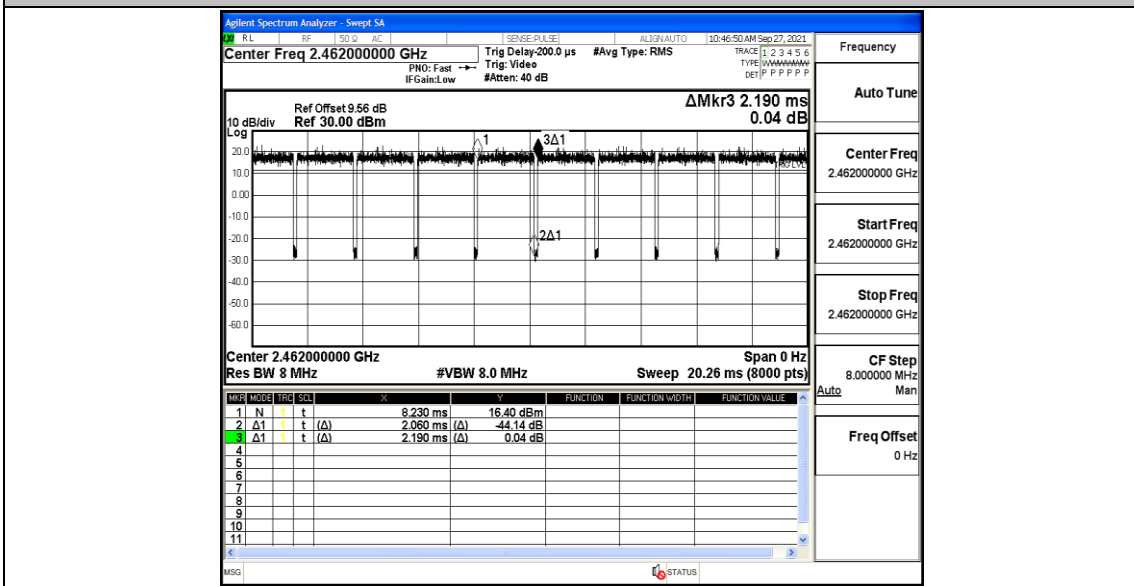 Agilent Spectrum Analyzer - Swept SA
RL RF 50 Ω AC SENSE:PULSE ALIGN AUTO 10:46:50 AM Sep 27, 2021
Center Freq 2.462000000 GHz
PNO: Fast
IFGain:Low
Trig Delay-200.0 µs
Trig: Video
#Atten: 40 dB
#Avg Type: RMS
TRACE 1 2 3 4 5 6
TYPE
DET P P P P P P
ΔMkr3 2.190 ms
0.04 dB
Ref Offset 9.56 dB
10 dB/div Ref 30.00 dBm
Log
1
3Δ1
20.0
10.0
0.00
-10.0
-20.0
2Δ1
-30.0
-40.0
-50.0
-60.0
Center 2.462000000 GHz Span 0 Hz
Res BW 8 MHz #VBW 8.0 MHz Sweep 20.26 ms (8000 pts)
MKR MODE TRC SCL X Y FUNCTION FUNCTION WIDTH FUNCTION VALUE
1 N 1 t 8.230 ms 16.40 dBm
2 Δ1 1 t (Δ) 2.060 ms (Δ) -44.14 dB
3 Δ1 1 t (Δ) 2.190 ms (Δ) 0.04 dB
4
5
6
7
8
9
10
11
MSG STATUS
Frequency
Auto Tune
Center Freq
2.462000000 GHz
Start Freq
2.462000000 GHz
Stop Freq
2.462000000 GHz
CF Step
8.000000 MHz
Auto Man
Freq Offset
0 Hz